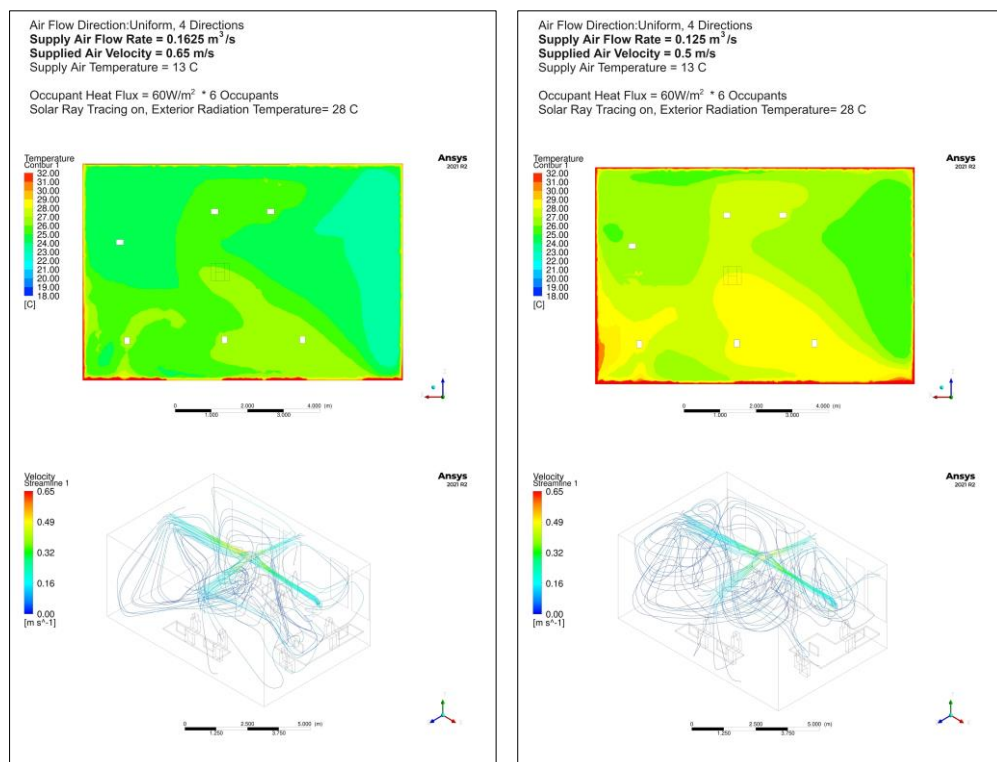 Air Flow Direction:Uniform, 4 Directions
Supply Air Flow Rate = 0.1625 m³/s
Supplied Air Velocity = 0.65 m/s
Supply Air Temperature = 13 C
Occupant Heat Flux = 60W/m² * 6 Occupants
Solar Ray Tracing on, Exterior Radiation Temperature= 28 C
Temperature
Contour 1
32.00
31.00
30.00
29.00
28.00
27.00
26.00
25.00
24.00
23.00
22.00
21.00
20.00
19.00
18.00
[C]
Ansys
2021 R2
0 2.000 4.000 (m)
1.000 3.000
Velocity
Streamline 1
0.65
0.49
0.32
0.16
0.00
[m s^-1]
Ansys
2021 R2
0 2.500 5.000 (m)
1.250 3.750
Air Flow Direction:Uniform, 4 Directions
Supply Air Flow Rate = 0.125 m³/s
Supplied Air Velocity = 0.5 m/s
Supply Air Temperature = 13 C
Occupant Heat Flux = 60W/m² * 6 Occupants
Solar Ray Tracing on, Exterior Radiation Temperature= 28 C
Temperature
Contour 1
32.00
31.00
30.00
29.00
28.00
27.00
26.00
25.00
24.00
23.00
22.00
21.00
20.00
19.00
18.00
[C]
Ansys
2021 R2
0 2.000 4.000 (m)
1.000 3.000
Velocity
Streamline 1
0.65
0.49
0.32
0.16
0.00
[m s^-1]
Ansys
2021 R2
0 2.500 5.000 (m)
1.250 3.750